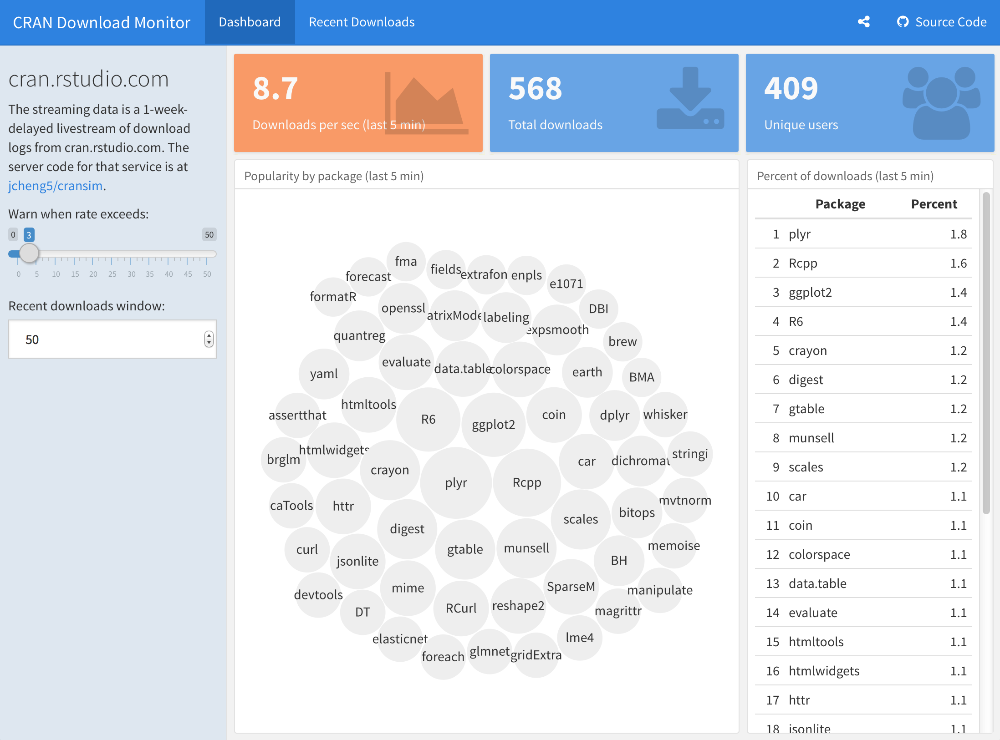 CRAN Download Monitor
Dashboard
Recent Downloads
Source Code
cran.rstudio.com
The streaming data is a 1-week-
delayed livestream of download
logs from cran.rstudio.com. The
server code for that service is at
jcheng5/cransim.
Warn when rate exceeds:
0 3 50
0 5 10 15 20 25 30 35 40 45 50
Recent downloads window:
50
8.7
Downloads per sec (last 5 min)
568
Total downloads
409
Unique users
Popularity by package (last 5 min)
fma
fields
extrafon
enpls
forecast
e1071
formatR
openssl
atrixMode
labeling
DBI
quantreg
expsmooth
brew
yaml
evaluate
data.table
colorspace
earth
BMA
assertthat
htmltools
R6
ggplot2
coin
dplyr
whisker
brglm
htmlwidgets
crayon
plyr
Rcpp
car
dichromat
stringi
caTools
httr
digest
scales
bitops
mvtnorm
curl
jsonlite
gtable
munsell
BH
memoise
devtools
DT
mime
RCurl
reshape2
SparseM
magrittr
manipulate
elasticnet
foreach
glmnet
gridExtra
lme4
Percent of downloads (last 5 min)
Package Percent
1 plyr 1.8
2 Rcpp 1.6
3 ggplot2 1.4
4 R6 1.4
5 crayon 1.2
6 digest 1.2
7 gtable 1.2
8 munsell 1.2
9 scales 1.2
10 car 1.1
11 coin 1.1
12 colorspace 1.1
13 data.table 1.1
14 evaluate 1.1
15 htmltools 1.1
16 htmlwidgets 1.1
17 httr 1.1
18 jsonlite 1.1